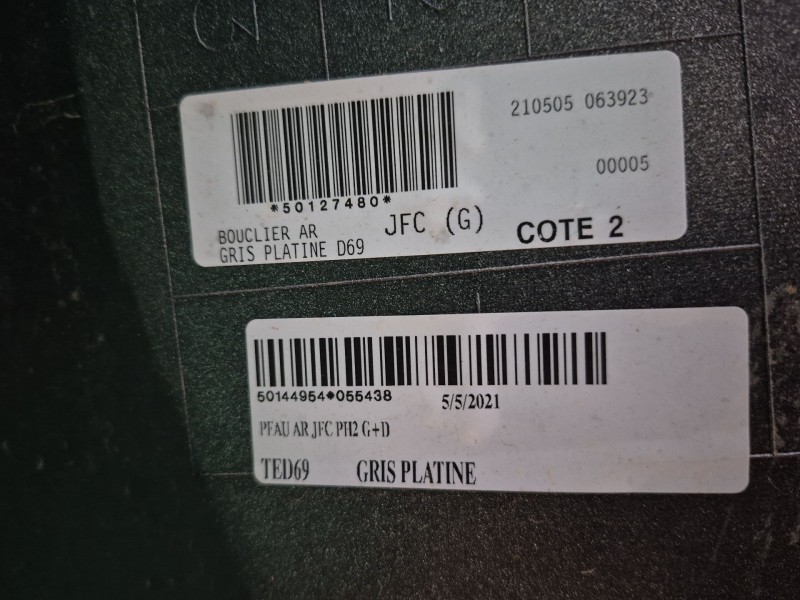 210505 063923
00005
*50127480*
BOUCLIER AR JFC (G) COTE 2
GRIS PLATINE D69
50144954*055438 5/5/2021
PFAU AR JFC PH2 G+D
TED69 GRIS PLATINE